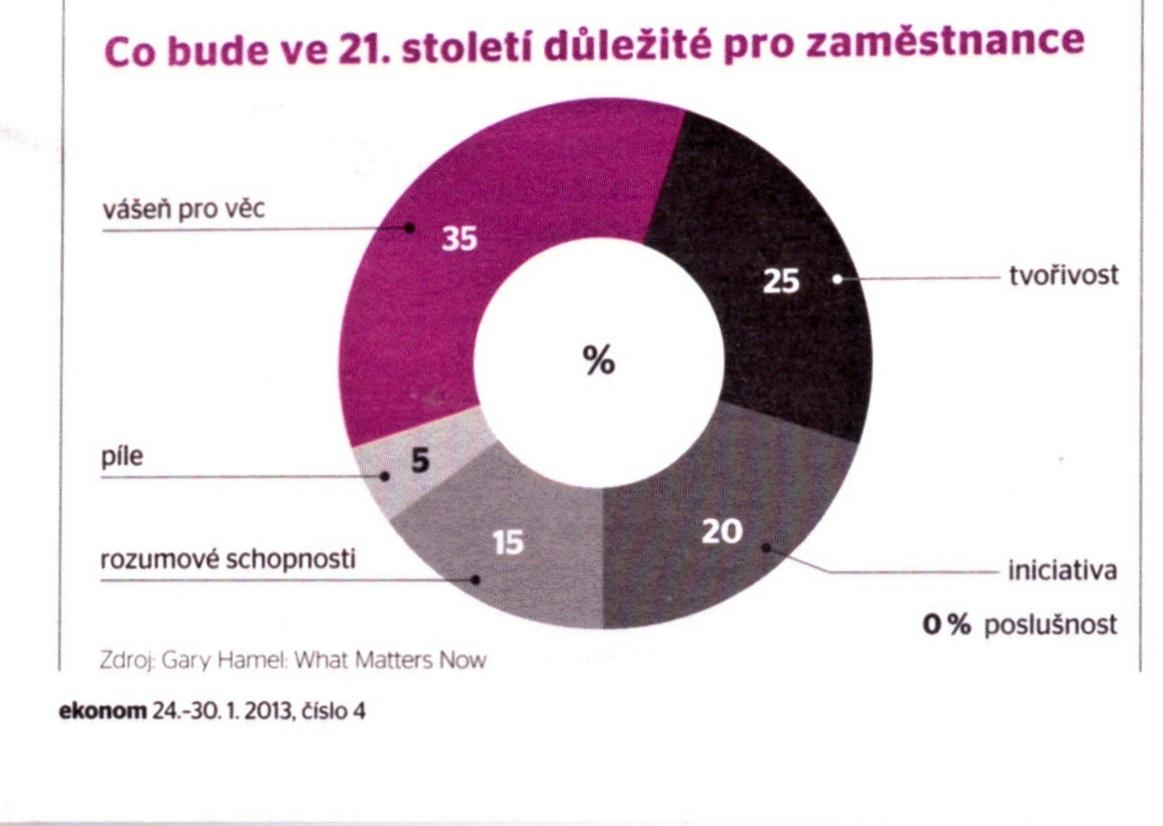 Co bude ve 21. století důležité pro zaměstnance
vášeň pro věc
35
25
tvořivost
%
píle
5
rozumové schopnosti
15
20
iniciativa
0 % poslušnost
Zdroj: Gary Hamel: What Matters Now
ekonom 24.-30. 1. 2013, číslo 4